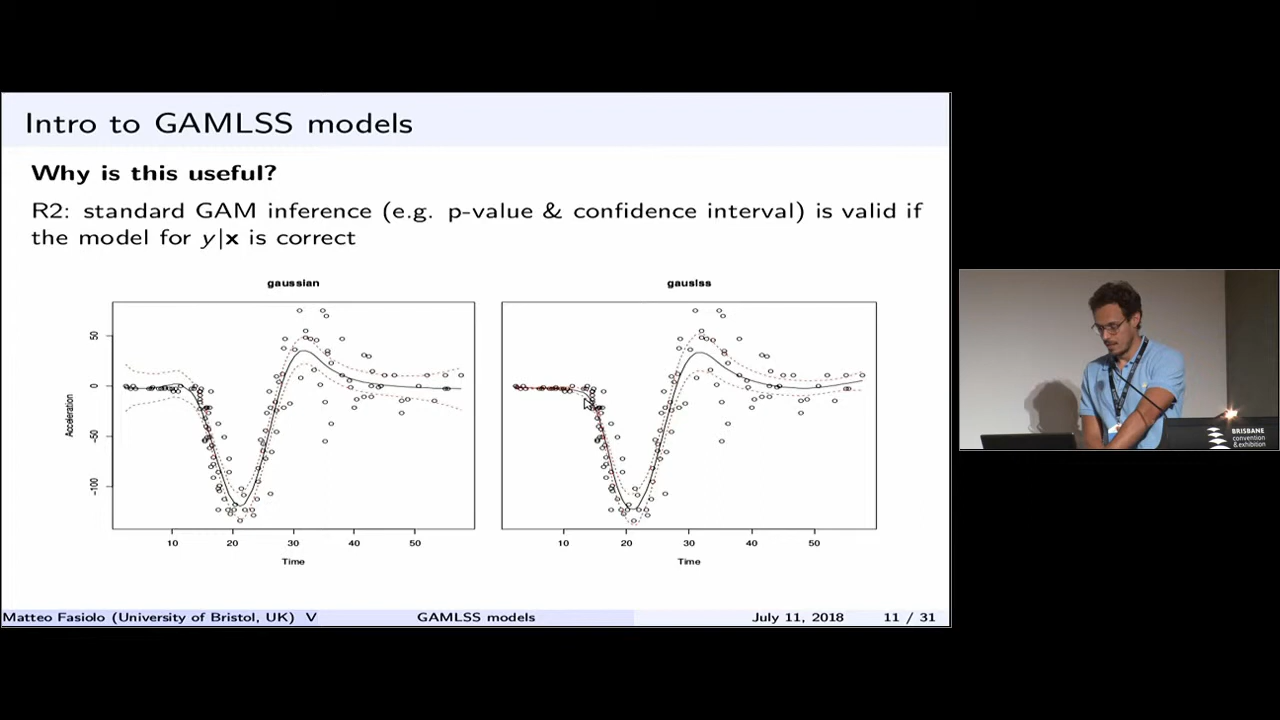 Intro to GAMLSS models
Why is this useful?
R2: standard GAM inference (e.g. p-value & confidence interval) is valid if
the model for y|x is correct
gaussian
gauslss
50
0
-50
-100
Acceleration
10 20 30 40 50
10 20 30 40 50
Time
Time
BRISBANE
convention
& exhibition
Matteo Fasiolo (University of Bristol, UK) V GAMLSS models July 11, 2018 11 / 31